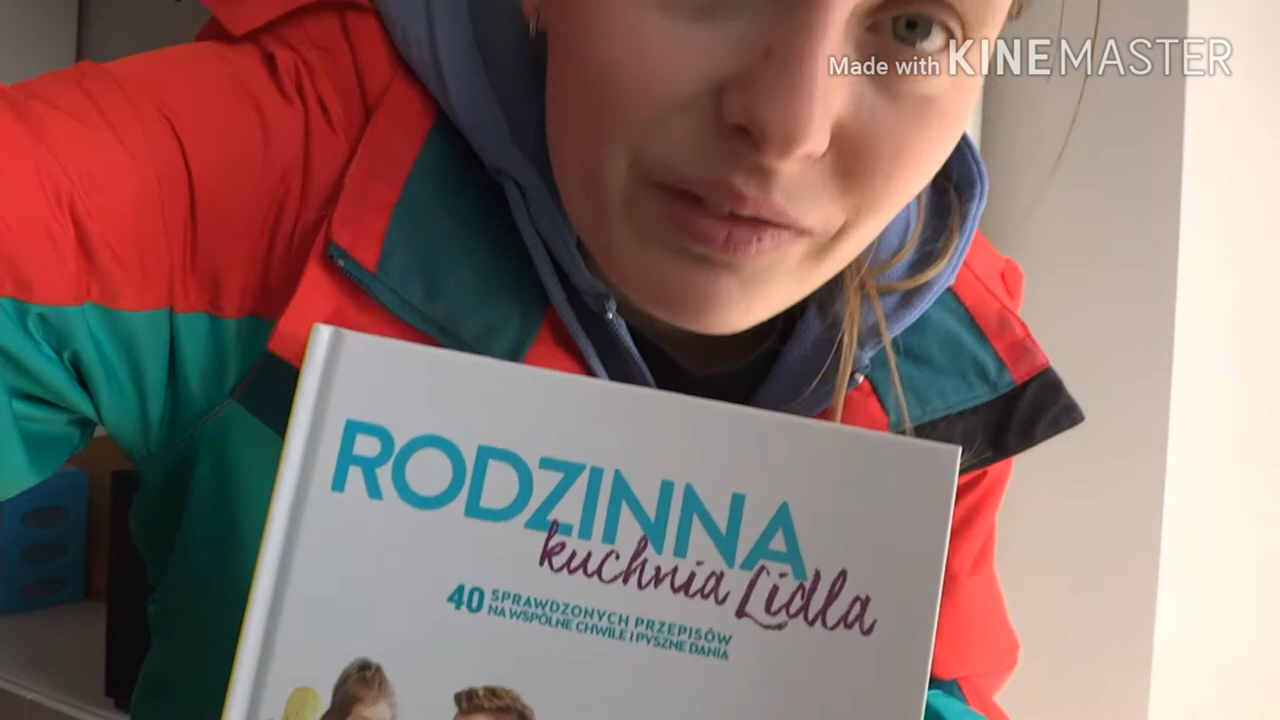 Made with KINEMASTER
RODZINNA
kuchnia Lidla
40 SPRAWDZONYCH PRZEPISÓW
NA WSPÓLNE CHWILE I PYSZNE DANIA